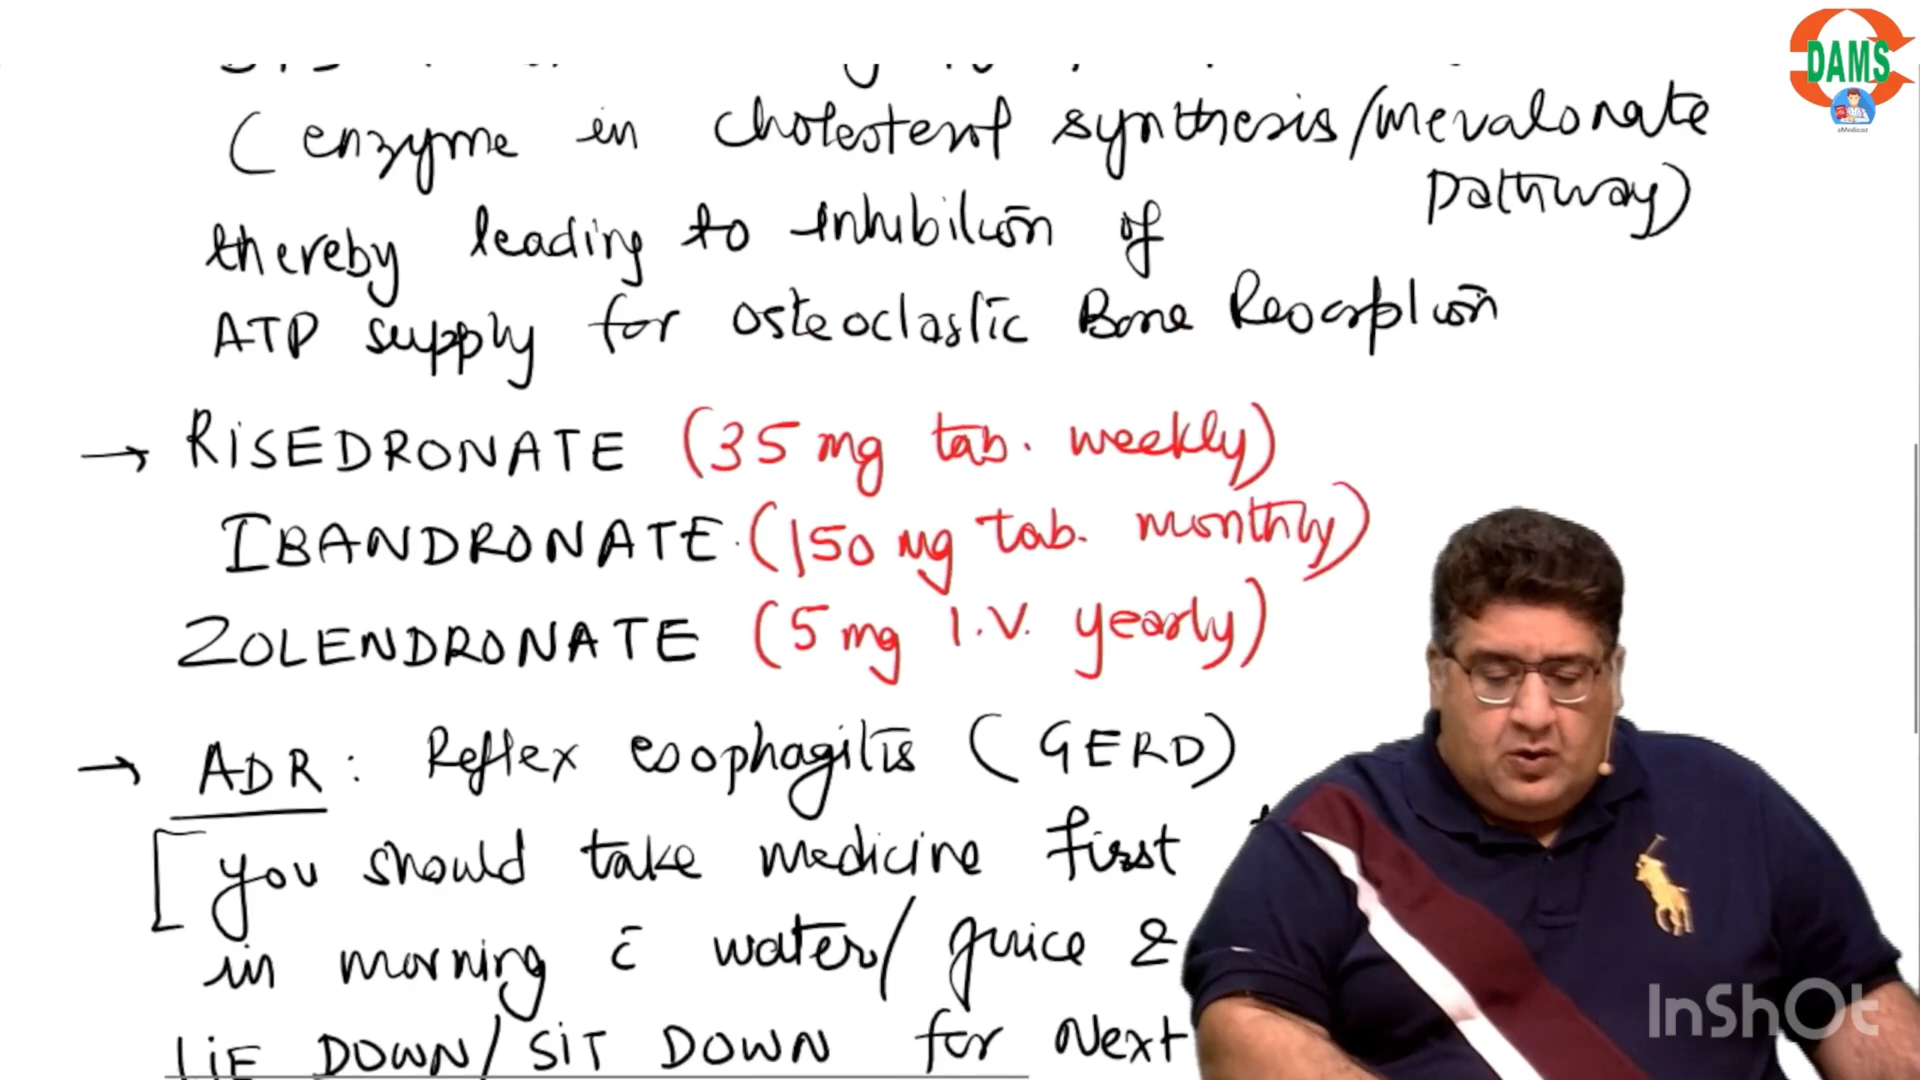 DAMS
eMedicoz
(enzyme in cholesterol synthesis/mevalonate
pathway)
thereby leading to inhibition of
ATP supply for osteoclastic Bone Resorption
→ RISEDRONATE (35 mg tab. weekly)
IBANDRONATE. (150 mg tab. monthly)
ZOLENDRONATE (5 mg I.V. yearly)
→ ADR: Reflex esophagitis (GERD)
[you should take medicine first
in morning c̄ water/juice &
LIE DOWN/SIT DOWN for Next
InShOt